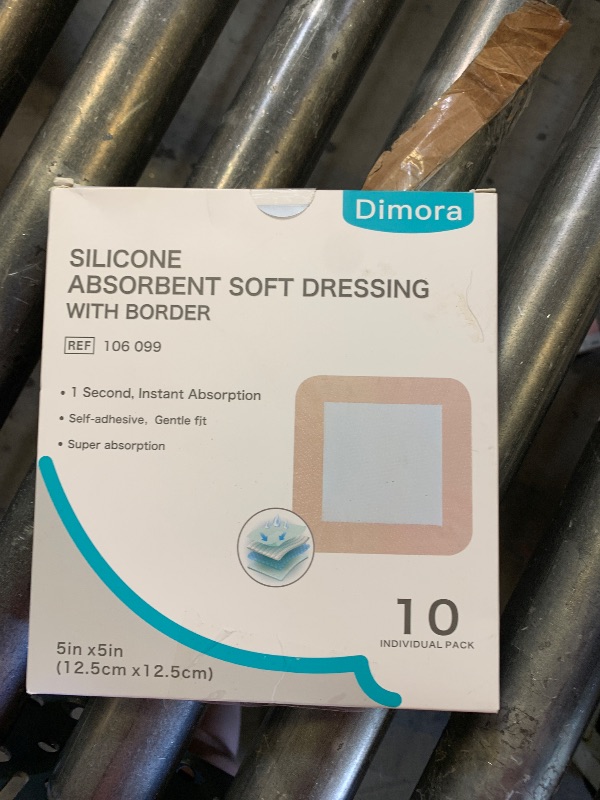 Dimora
SILICONE
ABSORBENT SOFT DRESSING
WITH BORDER
REF 106 099
• 1 Second, Instant Absorption
• Self-adhesive, Gentle fit
• Super absorption
10
INDIVIDUAL PACK
5in x5in
(12.5cm x12.5cm)